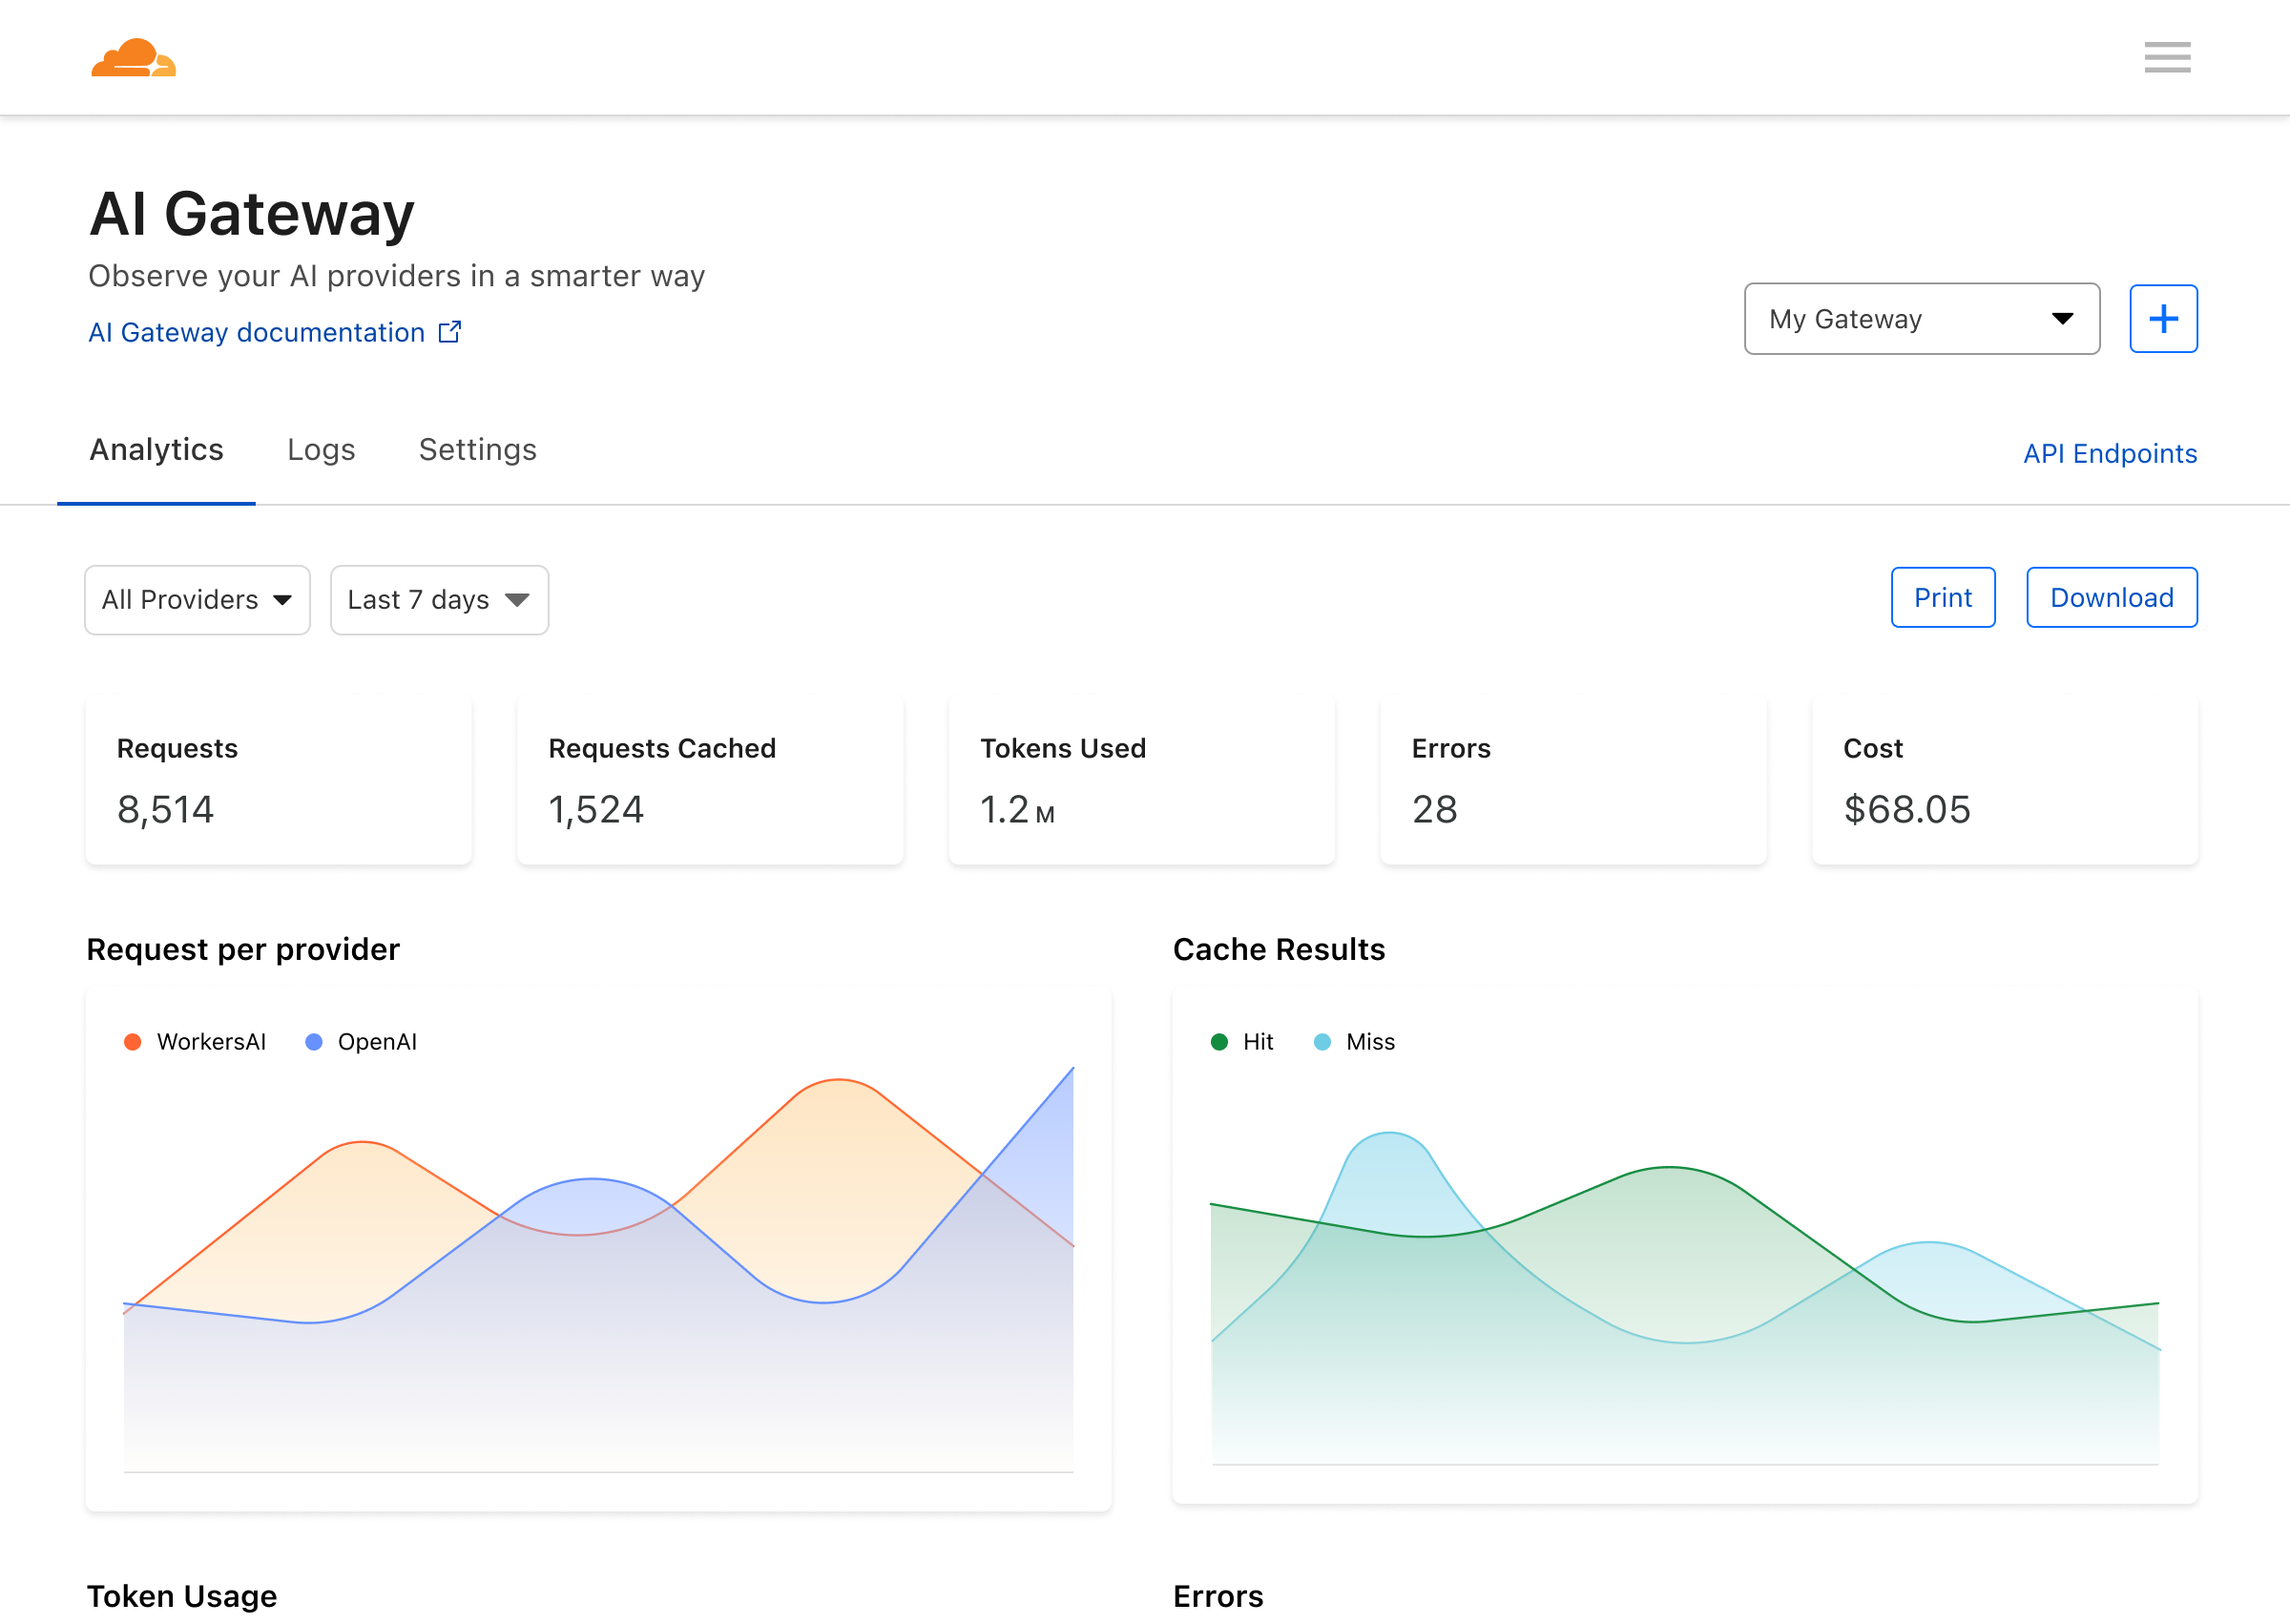 AI Gateway
Observe your AI providers in a smarter way
AI Gateway documentation
My Gateway
Analytics Logs Settings API Endpoints
All Providers Last 7 days Print Download
Requests Requests Cached Tokens Used Errors Cost
8,514 1,524 1.2 M 28 $68.05
Request per provider Cache Results
WorkersAI OpenAI Hit Miss
Token Usage Errors